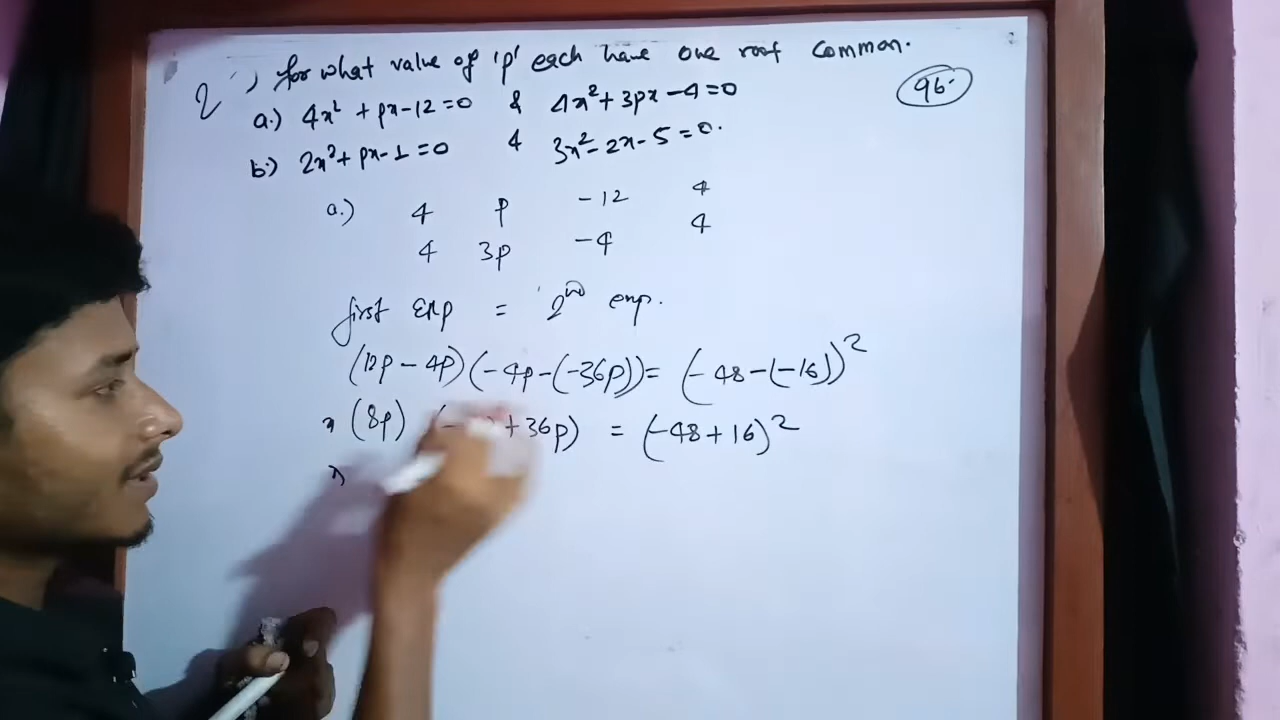 2 ) for what value of 'p' each have one root common.
96.
a.) 4x² + px-12=0 & 4x²+3px-4=0
b.) 2x²+px-1=0 & 3x²-2x-5=0.
a.) 4 p -12 4
4 3p -4 4
first Exp = 2nd exp.
(12p - 4p)(-4p-(-36p))= (-48-(-16))²
(8p) +36p) = (-48+16)²